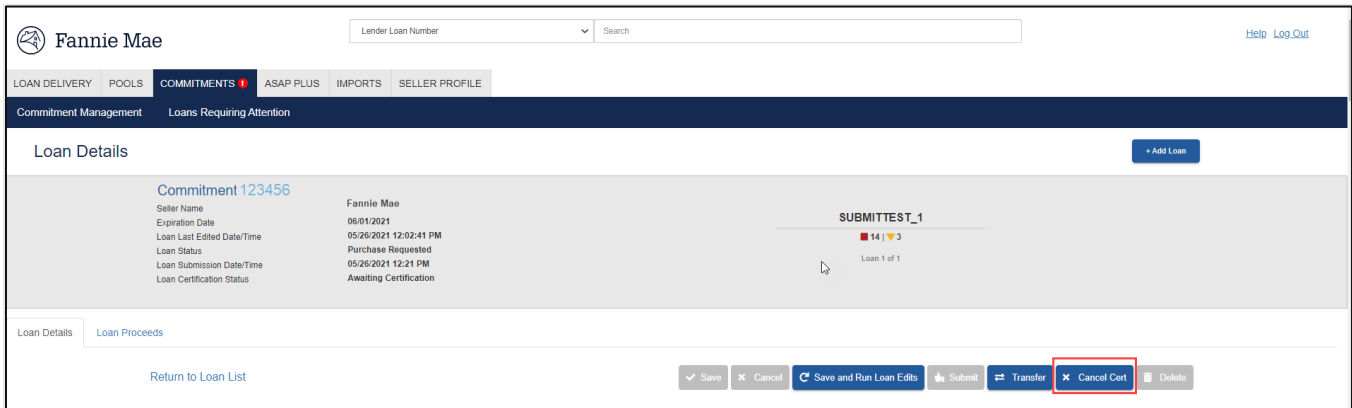 Fannie Mae
Lender Loan Number
Search
Help Log Out
LOAN DELIVERY POOLS COMMITMENTS ! ASAP PLUS IMPORTS SELLER PROFILE
Commitment Management Loans Requiring Attention
Loan Details
+ Add Loan
Commitment 123456
Seller Name Fannie Mae
Expiration Date 06/01/2021
Loan Last Edited Date/Time 05/26/2021 12:02:41 PM
Loan Status Purchase Requested
Loan Submission Date/Time 05/26/2021 12:21 PM
Loan Certification Status Awaiting Certification
SUBMITTEST_1
14 | 3
Loan 1 of 1
Loan Details Loan Proceeds
Return to Loan List
Save Cancel Save and Run Loan Edits Submit Transfer Cancel Cert Delete